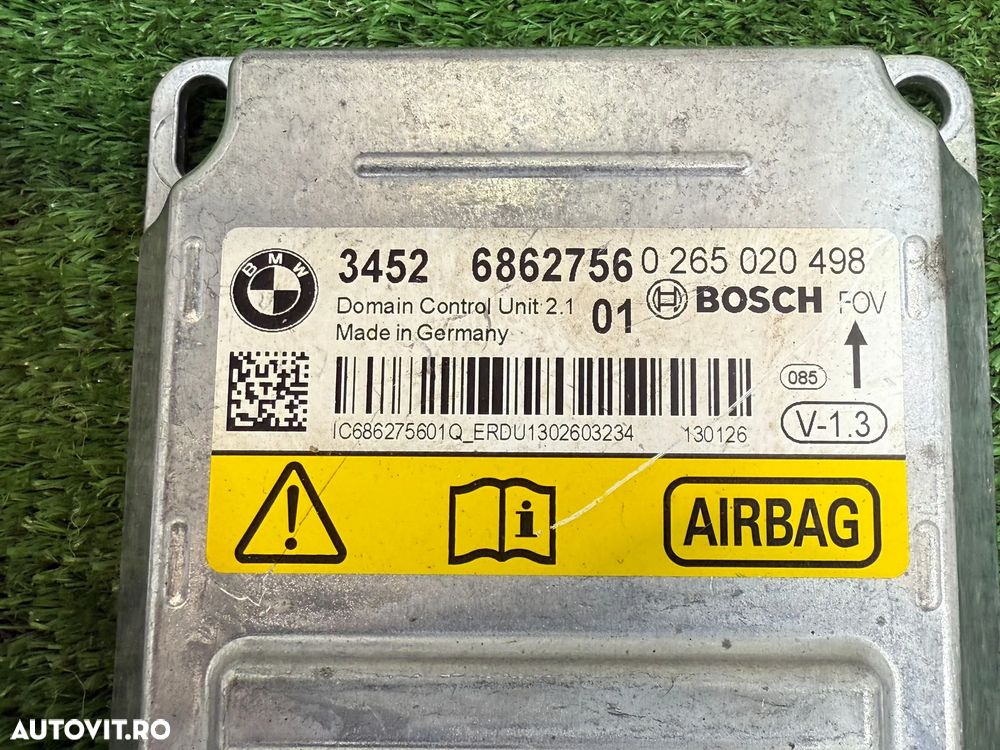 BMW
3452 6862756 0 265 020 498
Domain Control Unit 2.1 01 BOSCH FOV
Made in Germany
085
V-1.3
IC686275601Q_ERDU1302603234 130126
AIRBAG
AUTOVIT.RO